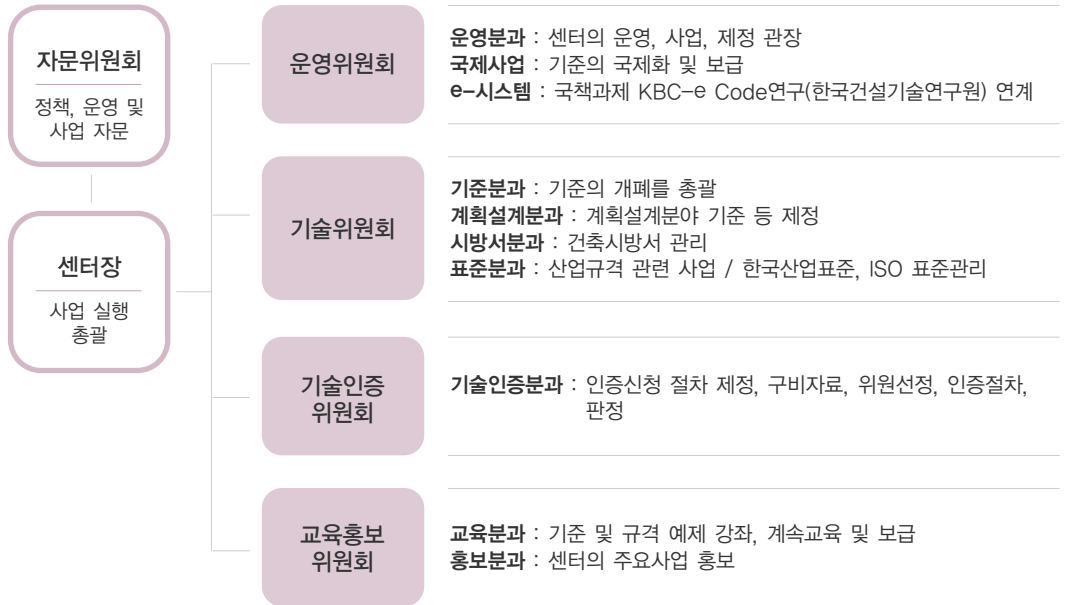 자문위원회
정책, 운영 및
사업 자문
센터장
사업 실행
총괄
운영위원회
운영분과 : 센터의 운영, 사업, 제정 관장
국제사업 : 기준의 국제화 및 보급
e-시스템 : 국책과제 KBC-e Code연구(한국건설기술연구원) 연계
기술위원회
기준분과 : 기준의 개폐를 총괄
계획설계분과 : 계획설계분야 기준 등 제정
시방서분과 : 건축시방서 관리
표준분과 : 산업규격 관련 사업 / 한국산업표준, ISO 표준관리
기술인증
위원회
기술인증분과 : 인증신청 절차 제정, 구비자료, 위원선정, 인증절차,
판정
교육홍보
위원회
교육분과 : 기준 및 규격 예제 강좌, 계속교육 및 보급
홍보분과 : 센터의 주요사업 홍보